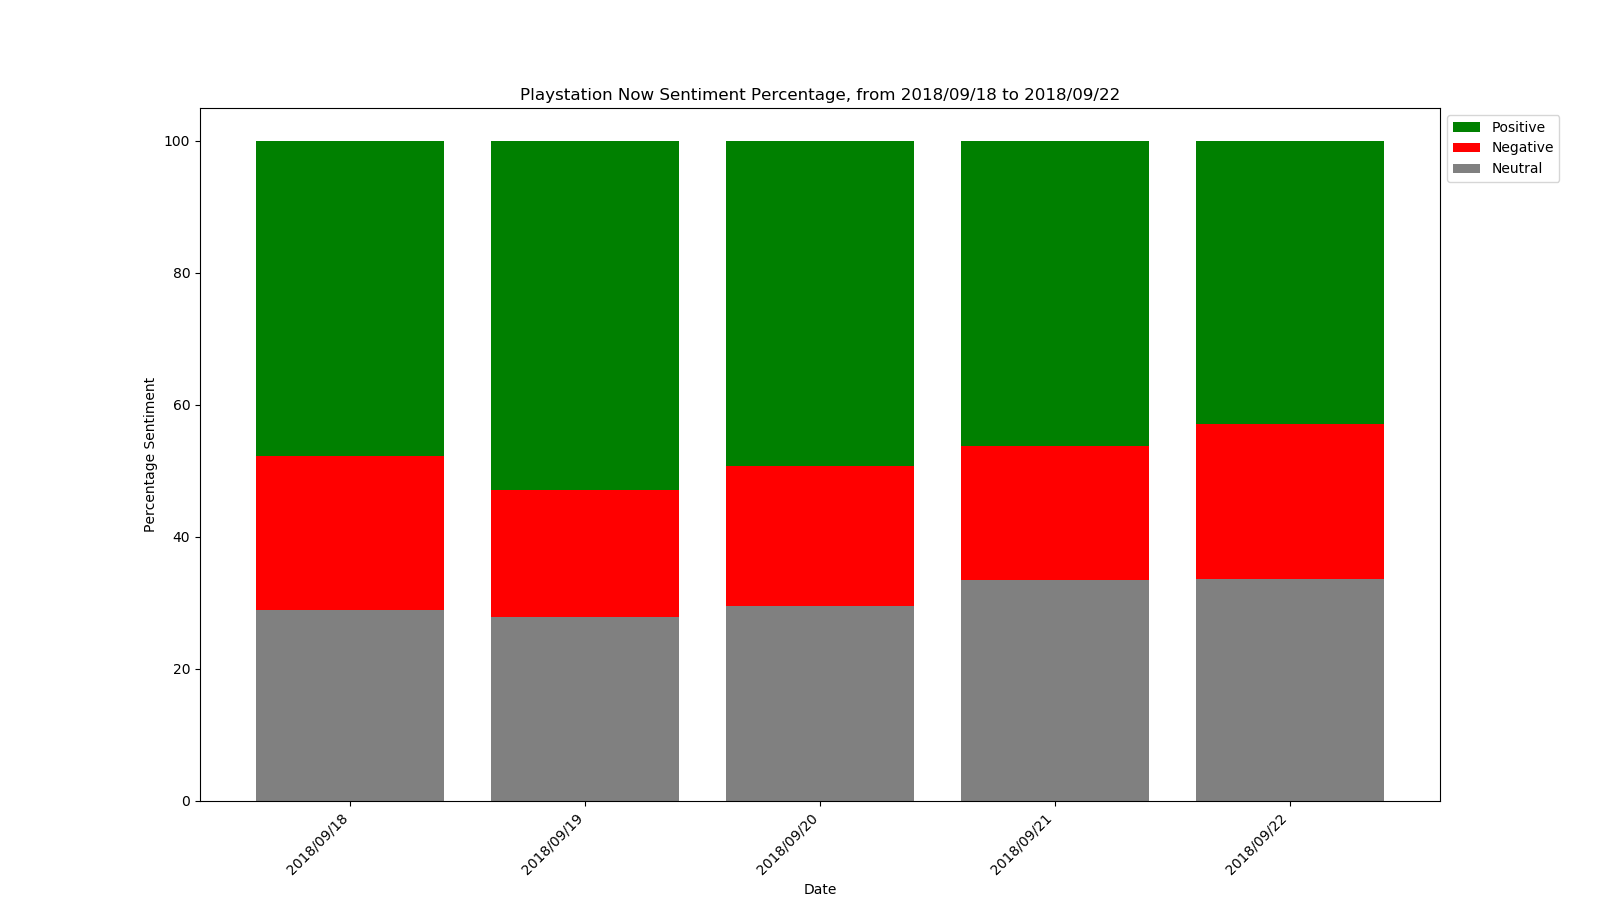 Playstation Now Sentiment Percentage, from 2018/09/18 to 2018/09/22
Positive
Negative
Neutral
Percentage Sentiment
100
80
60
40
20
0
2018/09/18
2018/09/19
2018/09/20
2018/09/21
2018/09/22
Date